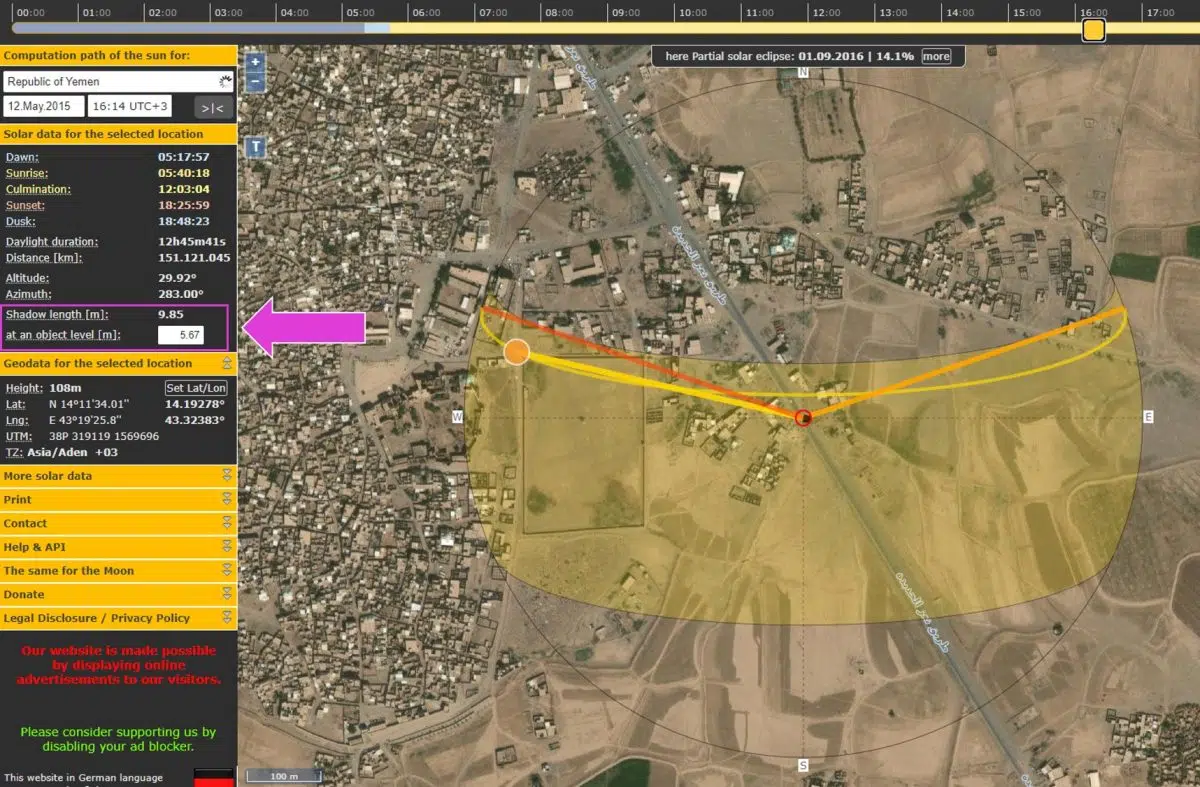 00:00 01:00 02:00 03:00 04:00 05:00 06:00 07:00 08:00 09:00 10:00 11:00 12:00 13:00 14:00 15:00 16:00 17:00
Computation path of the sun for:
Republic of Yemen
12.May.2015 16:14 UTC+3 >|<
Solar data for the selected location
Dawn: 05:17:57
Sunrise: 05:40:18
Culmination: 12:03:04
Sunset: 18:25:59
Dusk: 18:48:23
Daylight duration: 12h45m41s
Distance [km]: 151.121.045
Altitude: 29.92°
Azimuth: 283.00°
Shadow length [m]: 9.85
at an object level [m]: 5.67
Geodata for the selected location
Height: 108m Set Lat/Lon
Lat: N 14°11'34.01'' 14.19278°
Lng: E 43°19'25.8'' 43.32383°
UTM: 38P 319119 1569696
TZ: Asia/Aden +03
More solar data
Print
Contact
Help & API
The same for the Moon
Donate
Legal Disclosure / Privacy Policy
Our website is made possible
by displaying online
advertisements to our visitors.
Please consider supporting us by
disabling your ad blocker.
This website in German language
+
−
T
here Partial solar eclipse: 01.09.2016 | 14.1% more
N
طريق تعز الحديدة
W
E
طريق تعز الحديدة
S
100 m